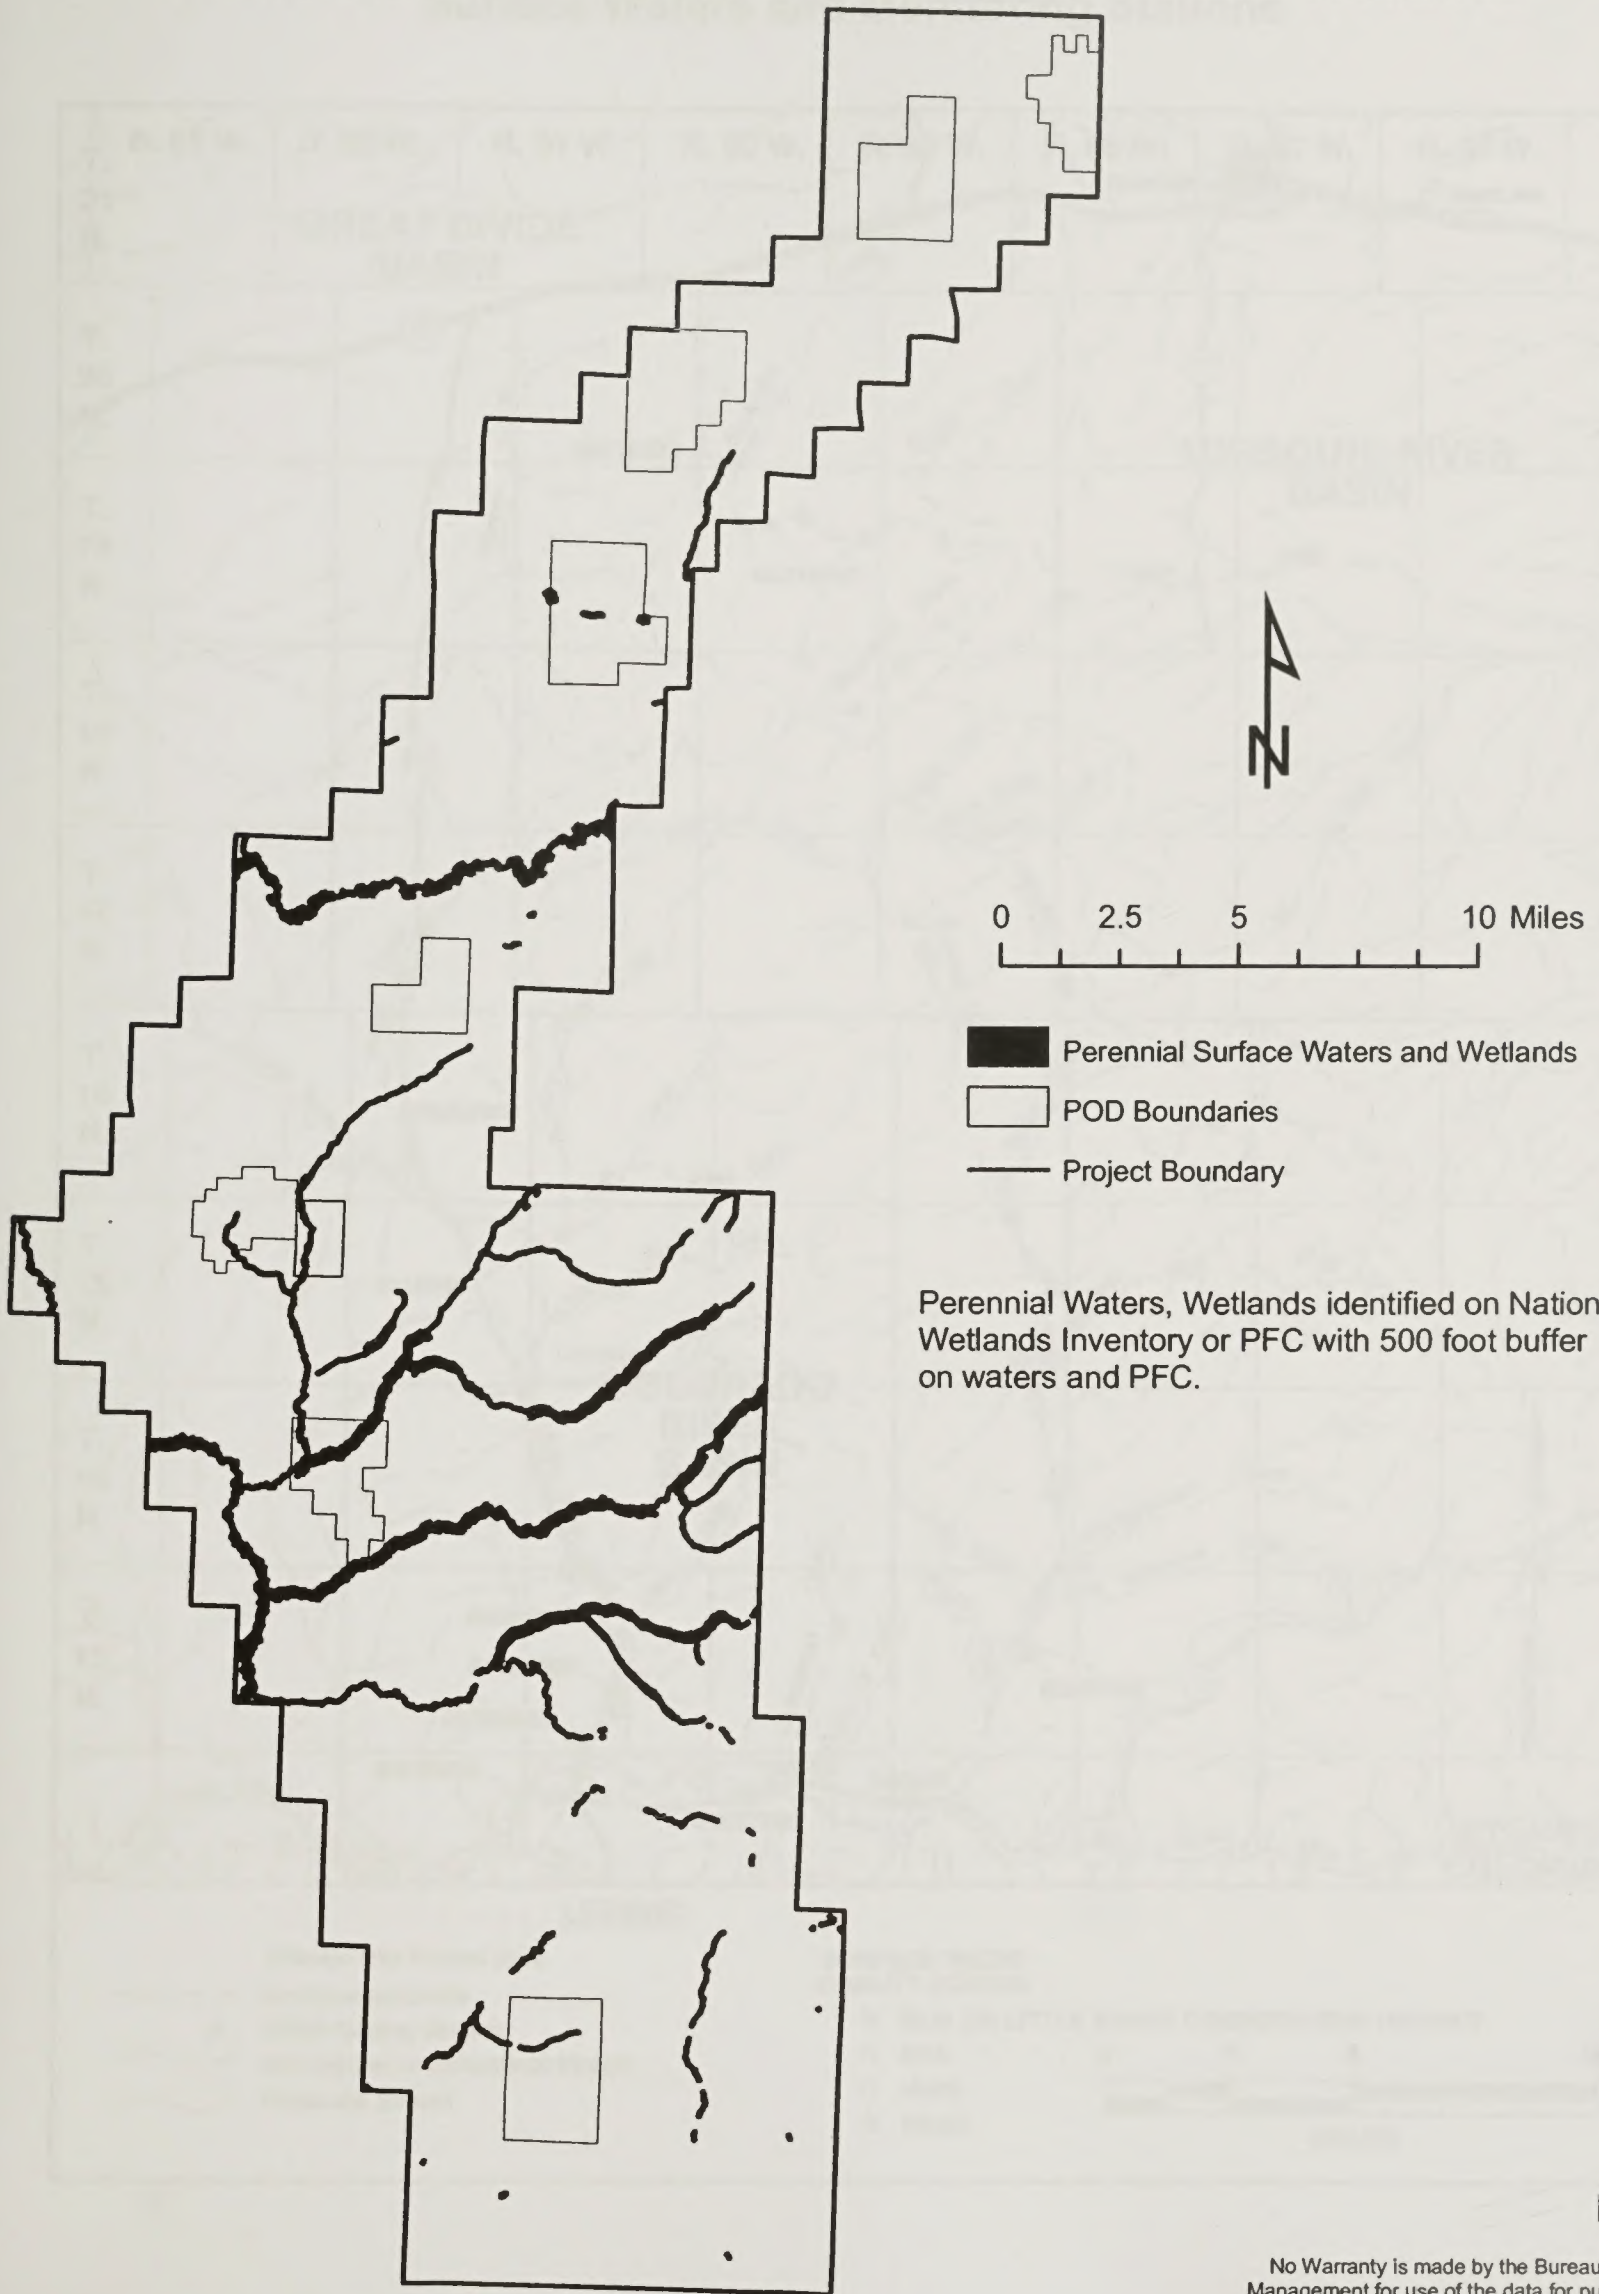 N
0 2.5 5 10 Miles
Perennial Surface Waters and Wetlands
POD Boundaries
Project Boundary
Perennial Waters, Wetlands identified on Nation
Wetlands Inventory or PFC with 500 foot buffer
on waters and PFC.
No Warranty is made by the Bureau
Management for use of the data for pu